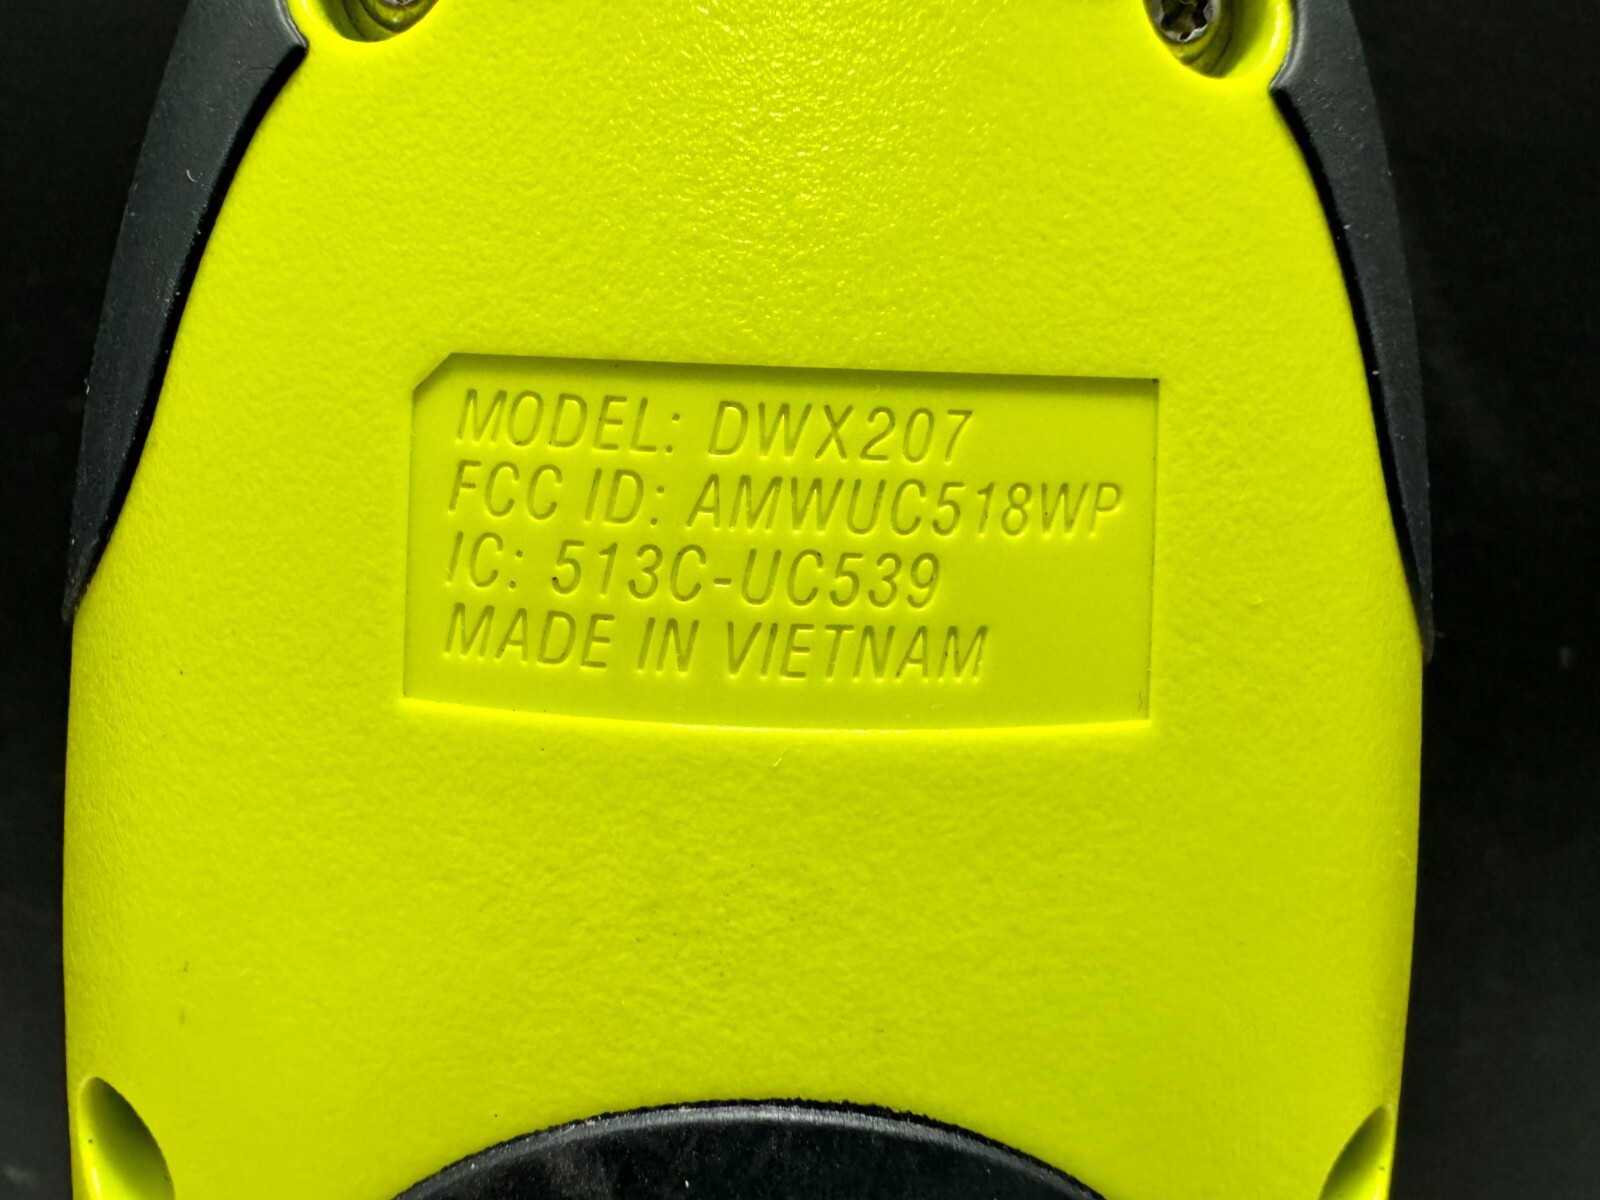 MODEL: DWX207
FCC ID: AMWUC518WP
IC: 513C-UC539
MADE IN VIETNAM